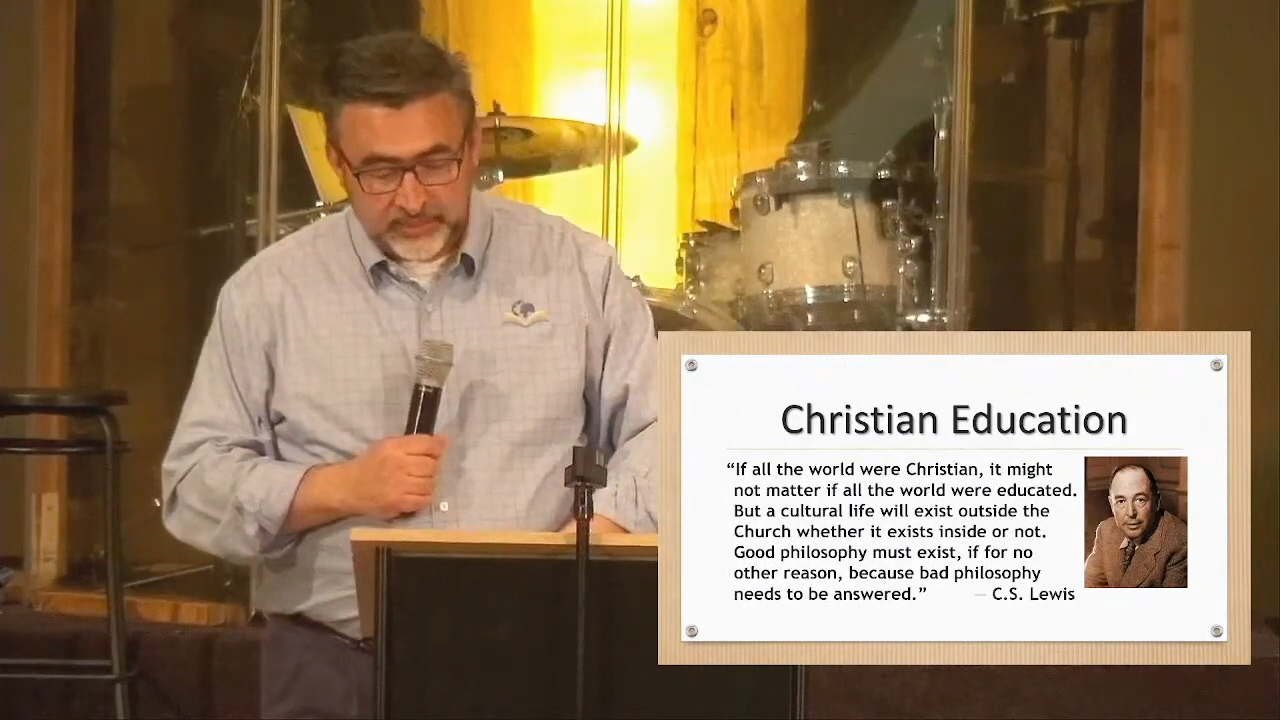 Christian Education
“If all the world were Christian, it might
not matter if all the world were educated.
But a cultural life will exist outside the
Church whether it exists inside or not.
Good philosophy must exist, if for no
other reason, because bad philosophy
needs to be answered.” — C.S. Lewis